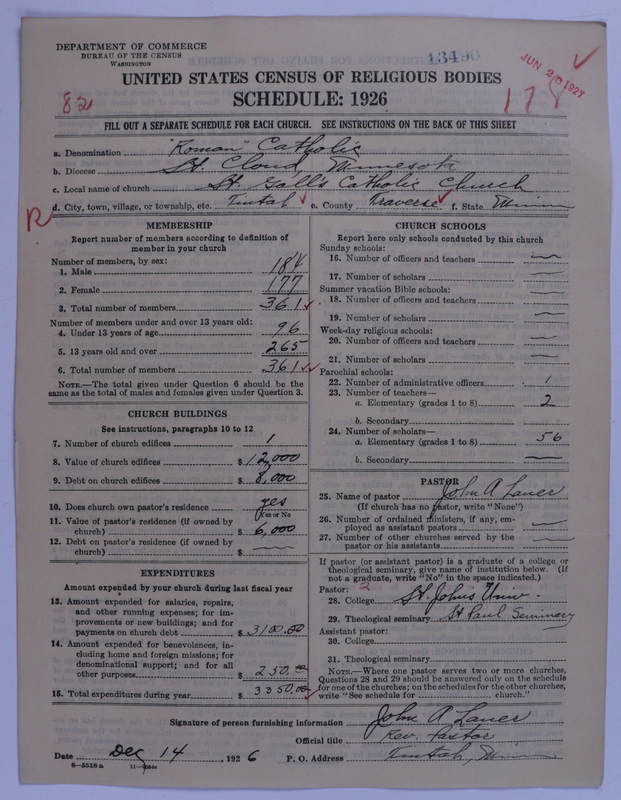 DEPARTMENT OF COMMERCE
BUREAU OF THE CENSUS
WASHINGTON
13490
JUN 20 1927
UNITED STATES CENSUS OF RELIGIOUS BODIES
SCHEDULE: 1926
82
178
FILL OUT A SEPARATE SCHEDULE FOR EACH CHURCH. SEE INSTRUCTIONS ON THE BACK OF THIS SHEET
a. Denomination "Roman" Catholic
b. Diocese St. Cloud, Minnesota
c. Local name of church St. Gall's Catholic Church
d. City, town, village, or township, etc. Tintah e. County Traverse f. State Minn
R
MEMBERSHIP
Report number of members according to definition of
member in your church
Number of members, by sex:
1. Male 184
2. Female 177
3. Total number of members 361
Number of members under and over 13 years old:
4. Under 13 years of age 96
5. 13 years old and over 265
6. Total number of members 361
NOTE.—The total given under Question 6 should be
same as the total of males and females given under Question 3.
CHURCH BUILDINGS
See instructions, paragraphs 10 to 12
7. Number of church edifices 1
8. Value of church edifices $12,000
9. Debt on church edifices $8,000
10. Does church own pastor's residence yes
Yes or No
11. Value of pastor's residence (if owned by
church) $6,000
12. Debt on pastor's residence (if owned by
church) $
EXPENDITURES
Amount expended by your church during last fiscal year
13. Amount expended for salaries, repairs,
and other running expenses; for im-
provements or new buildings; and for
payments on church debt $3100.00
14. Amount expended for benevolences, in-
cluding home and foreign missions; for
denominational support; and for all
other purposes $250.00
15. Total expenditures during year $3350.00
CHURCH SCHOOLS
Report here only schools conducted by this church
Sunday schools:
16. Number of officers and teachers
17. Number of scholars
Summer vacation Bible schools:
18. Number of officers and teachers
19. Number of scholars
Week-day religious schools:
20. Number of officers and teachers
21. Number of scholars
Parochial schools:
22. Number of administrative officers 1
23. Number of teachers—
a. Elementary (grades 1 to 8) 2
b. Secondary
24. Number of scholars—
a. Elementary (grades 1 to 8) 56
b. Secondary
PASTOR
25. Name of pastor John A Lauer
(If church has no pastor, write "None")
26. Number of ordained ministers, if any, em-
ployed as assistant pastors
27. Number of other churches served by the
pastor or his assistants
If pastor (or assistant pastor) is a graduate of a college or
theological seminary, give name of institution below. (If
not a graduate, write "No" in the space indicated.)
Pastor: 2
28. College St. John's Univ.
29. Theological seminary St Paul Seminary
Assistant pastor:
30. College
31. Theological seminary
NOTE.—Where one pastor serves two or more churches,
Questions 28 and 29 should be answered only on the schedule
for one of the churches; on the schedules for the other churches,
write "See schedule for church."
Signature of person furnishing information John A Lauer
Official title Rev. Pastor
Date Dec 14, 1926 P. O. Address Tintah, Minn
8—5518 a